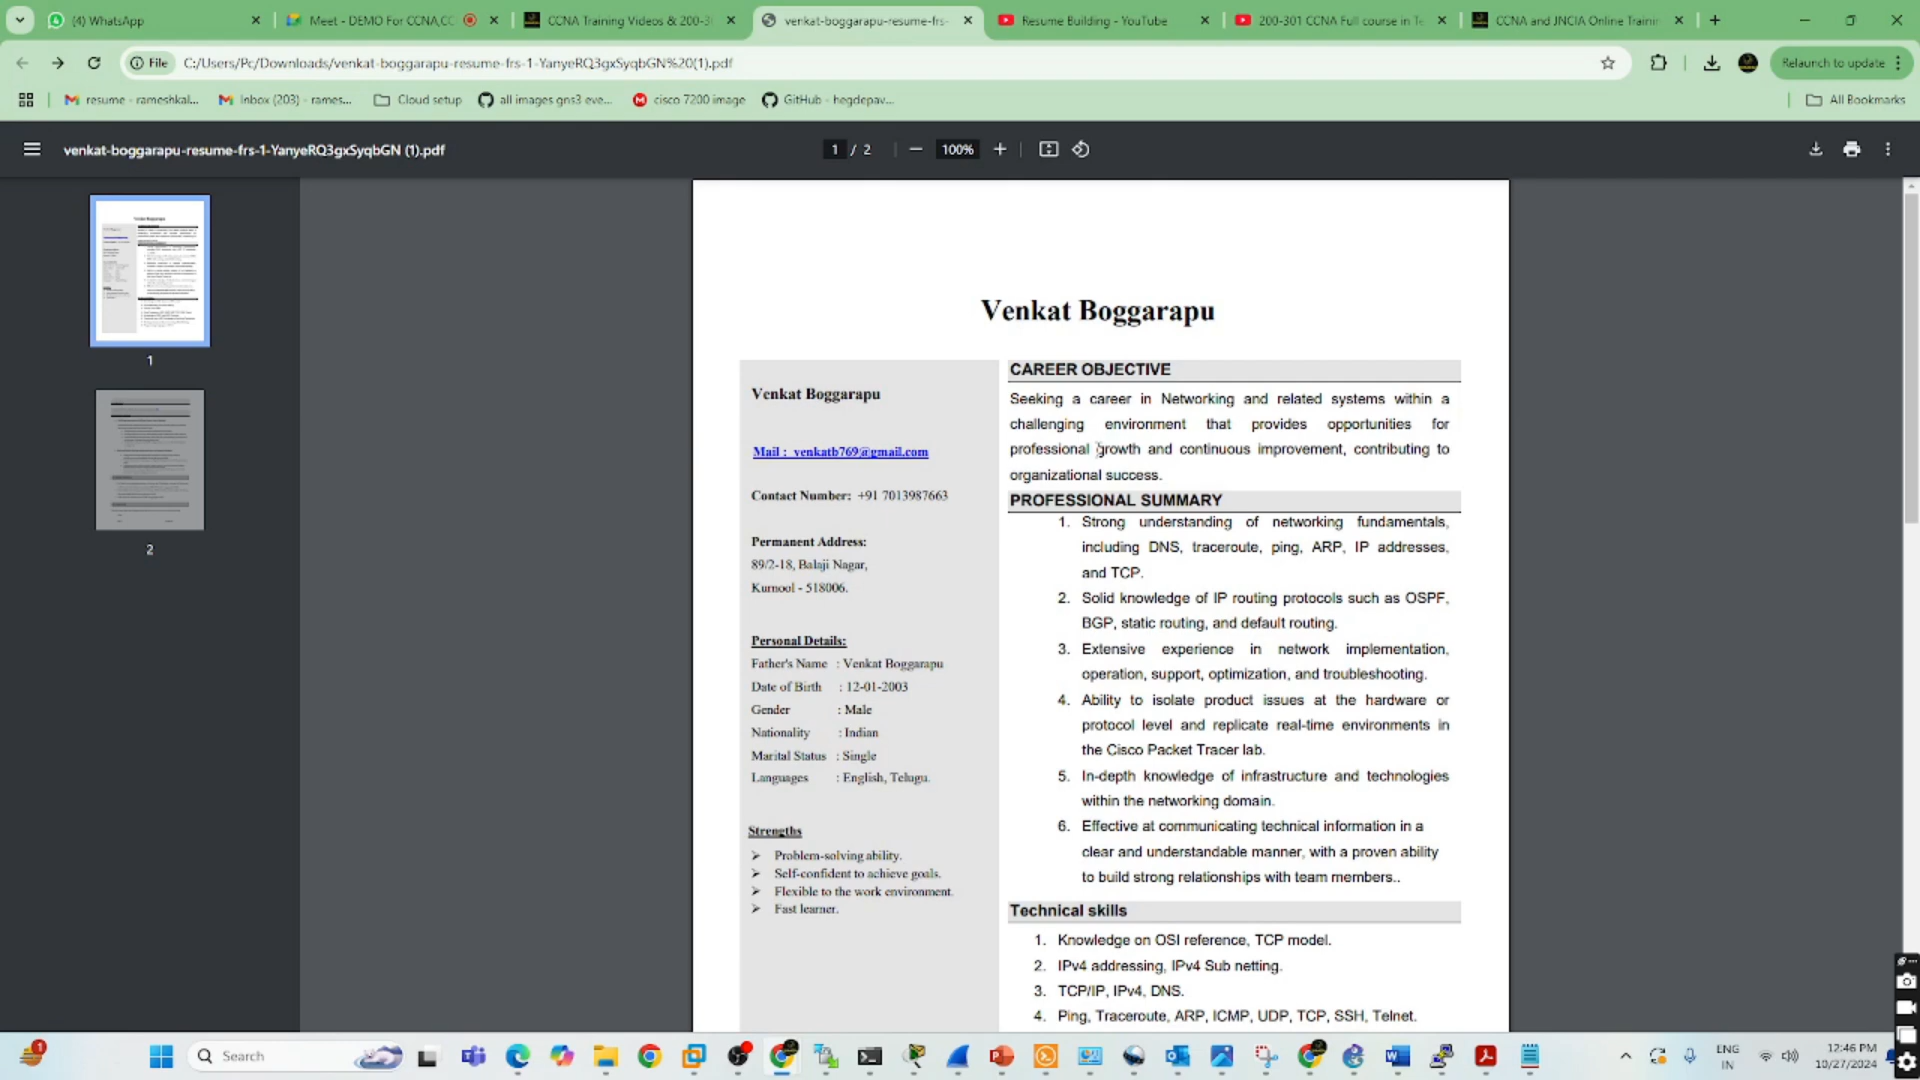 (4) WhatsApp
Meet - DEMO For CCNA,CC
CCNA Training Videos & 200-3
venkat-boggarapu-resume-frs-
Resume Building - YouTube
200-301 CCNA Full course in Te
CCNA and JNCIA Online Trainin
File
C:/Users/Pc/Downloads/venkat-boggarapu-resume-frs-1-YanyeRQ3gxSyqbGN%20(1).pdf
Relaunch to update
resume - rameshkal...
Inbox (203) - rames...
Cloud setup
all images gns3 eve...
cisco 7200 image
GitHub - hegdepav...
All Bookmarks
venkat-boggarapu-resume-frs-1-YanyeRQ3gxSyqbGN (1).pdf
1 / 2
100%
1
2
Venkat Boggarapu
Venkat Boggarapu
Mail : venkatb769@gmail.com
Contact Number: +91 7013987663
Permanent Address:
89/2-18, Balaji Nagar,
Kurnool - 518006.
Personal Details:
Father's Name : Venkat Boggarapu
Date of Birth : 12-01-2003
Gender : Male
Nationality : Indian
Marital Status : Single
Languages : English, Telugu.
Strengths
➢ Problem-solving ability.
➢ Self-confident to achieve goals.
➢ Flexible to the work environment.
➢ Fast learner.
CAREER OBJECTIVE
Seeking a career in Networking and related systems within a
challenging environment that provides opportunities for
professional growth and continuous improvement, contributing to
organizational success.
PROFESSIONAL SUMMARY
1. Strong understanding of networking fundamentals,
including DNS, traceroute, ping, ARP, IP addresses,
and TCP.
2. Solid knowledge of IP routing protocols such as OSPF,
BGP, static routing, and default routing.
3. Extensive experience in network implementation,
operation, support, optimization, and troubleshooting.
4. Ability to isolate product issues at the hardware or
protocol level and replicate real-time environments in
the Cisco Packet Tracer lab.
5. In-depth knowledge of infrastructure and technologies
within the networking domain.
6. Effective at communicating technical information in a
clear and understandable manner, with a proven ability
to build strong relationships with team members..
Technical skills
1. Knowledge on OSI reference, TCP model.
2. IPv4 addressing, IPv4 Sub netting.
3. TCP/IP, IPv4, DNS.
4. Ping, Traceroute, ARP, ICMP, UDP, TCP, SSH, Telnet.
1
Search
ENG
IN
12:46 PM
10/27/2024